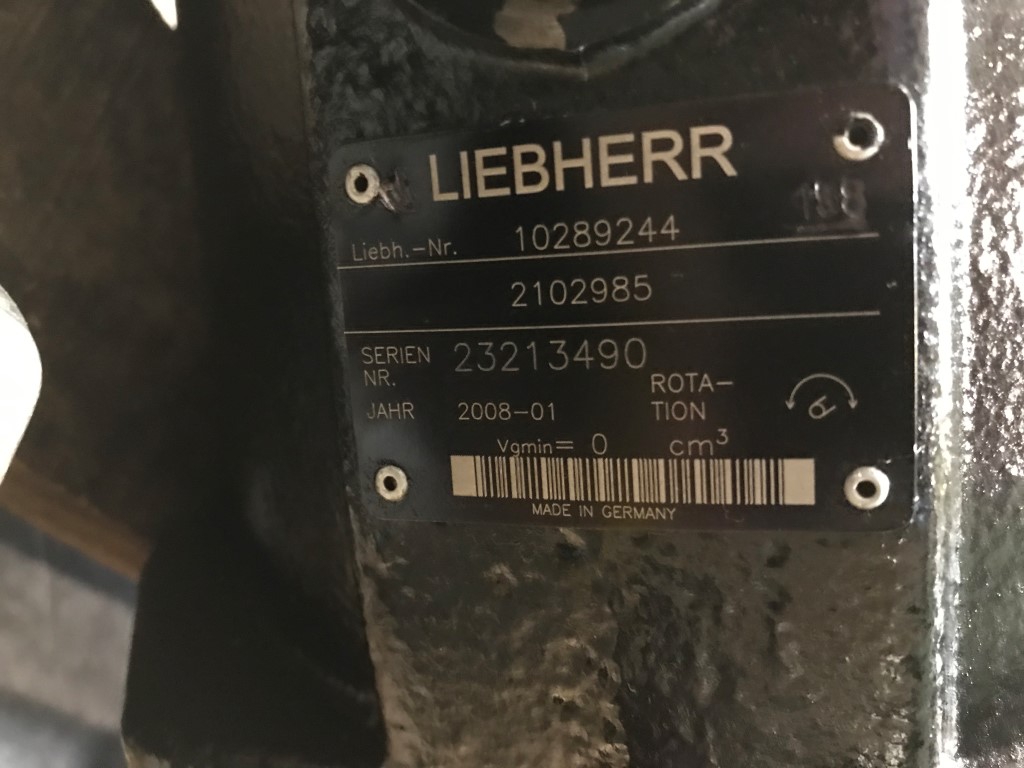 LIEBHERR
188
Liebh.-Nr. 10289244
2102985
SERIEN NR. 23213490
JAHR 2008-01
ROTA-
TION
Vgmin= 0 cm³
MADE IN GERMANY